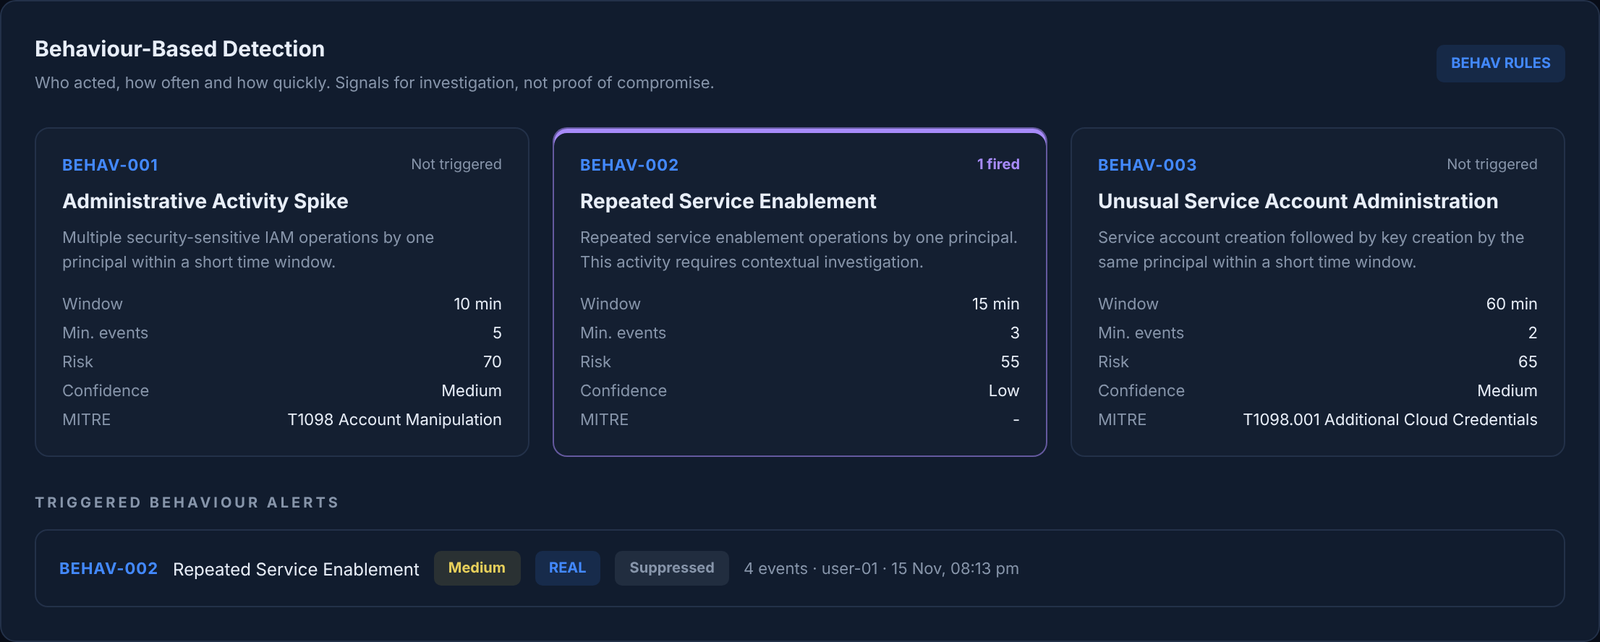 Behaviour-Based Detection
Who acted, how often and how quickly. Signals for investigation, not proof of compromise.
BEHAV RULES
BEHAV-001
Not triggered
Administrative Activity Spike
Multiple security-sensitive IAM operations by one
principal within a short time window.
Window 10 min
Min. events 5
Risk 70
Confidence Medium
MITRE T1098 Account Manipulation
BEHAV-002
1 fired
Repeated Service Enablement
Repeated service enablement operations by one principal.
This activity requires contextual investigation.
Window 15 min
Min. events 3
Risk 55
Confidence Low
MITRE -
BEHAV-003
Not triggered
Unusual Service Account Administration
Service account creation followed by key creation by the
same principal within a short time window.
Window 60 min
Min. events 2
Risk 65
Confidence Medium
MITRE T1098.001 Additional Cloud Credentials
TRIGGERED BEHAVIOUR ALERTS
BEHAV-002 Repeated Service Enablement Medium REAL Suppressed 4 events · user-01 · 15 Nov, 08:13 pm